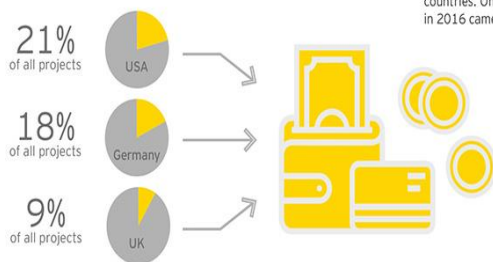 countries.
in 2016 came
21%
of all projects
USA
18%
of all projects
Germany
9%
of all projects
UK